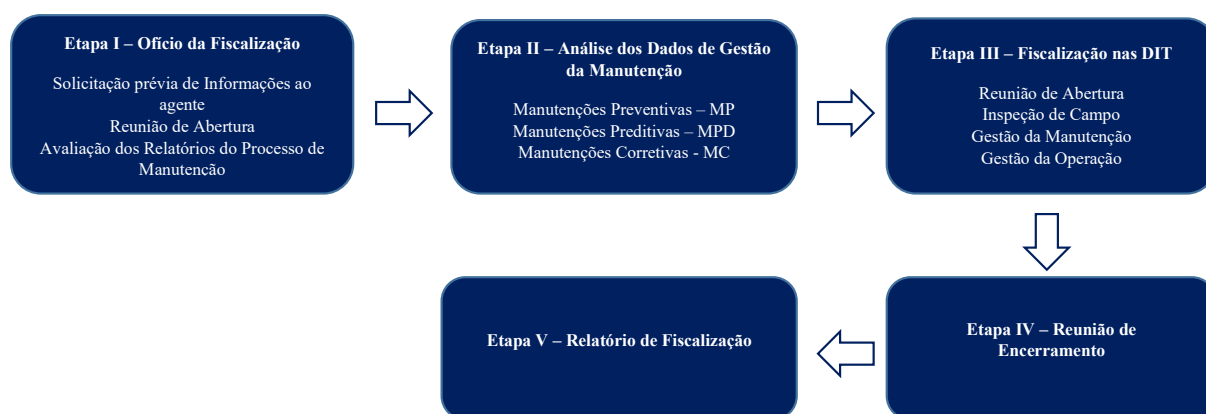 Etapa I – Ofício da Fiscalização
Solicitação prévia de Informações ao
agente
Reunião de Abertura
Avaliação dos Relatórios do Processo de
Manutencão
Etapa II – Análise dos Dados de Gestão
da Manutenção
Manutenções Preventivas – MP
Manutenções Preditivas – MPD
Manutenções Corretivas - MC
Etapa III – Fiscalização nas DIT
Reunião de Abertura
Inspeção de Campo
Gestão da Manutenção
Gestão da Operação
Etapa IV – Reunião de
Encerramento
Etapa V – Relatório de Fiscalização